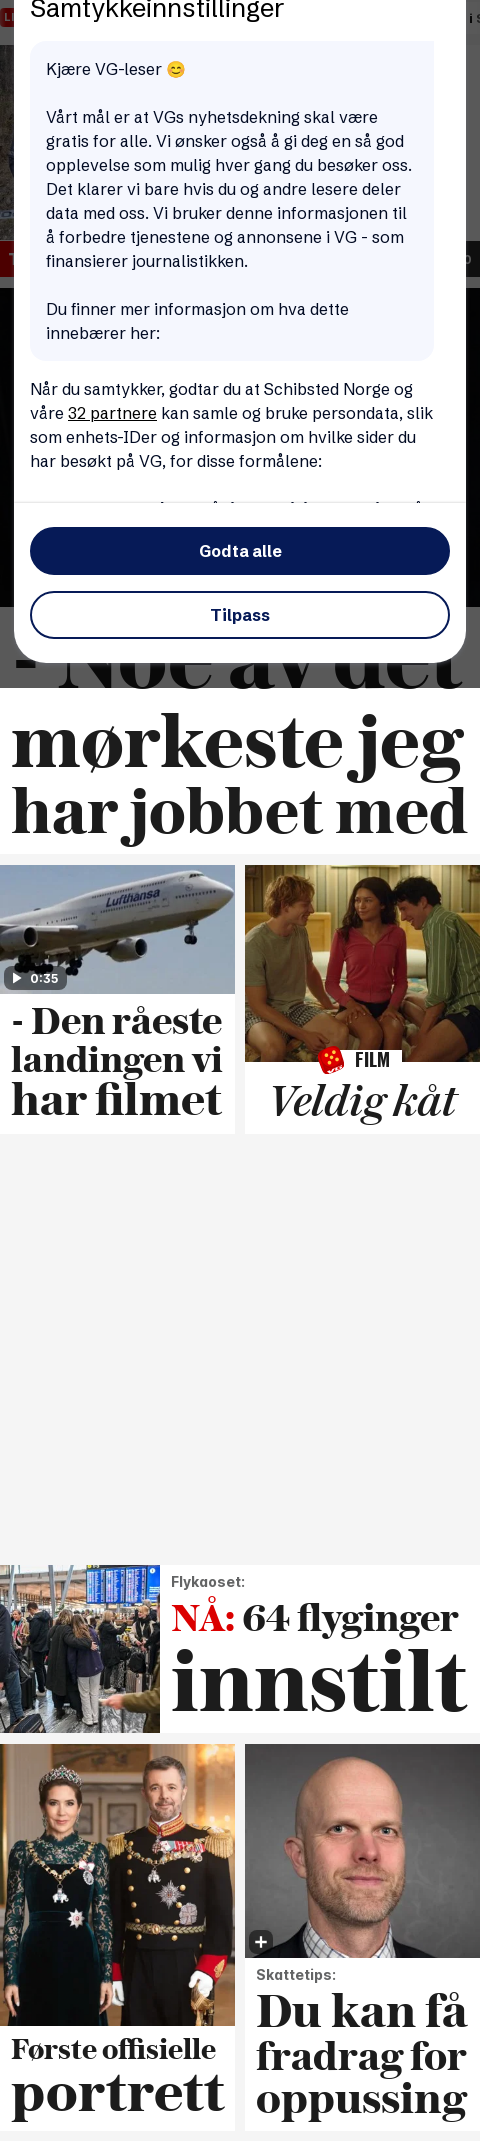 Samtykkeinnstillinger
Kjære VG-leser 😊
Vårt mål er at VGs nyhetsdekning skal være
gratis for alle. Vi ønsker også å gi deg en så god
opplevelse som mulig hver gang du besøker oss.
Det klarer vi bare hvis du og andre lesere deler
data med oss. Vi bruker denne informasjonen til
å forbedre tjenestene og annonsene i VG - som
finansierer journalistikken.
Du finner mer informasjon om hva dette
innebærer her:
Når du samtykker, godtar du at Schibsted Norge og
våre 32 partnere kan samle og bruke persondata, slik
som enhets-IDer og informasjon om hvilke sider du
har besøkt på VG, for disse formålene:
Godta alle
Tilpass
- Noe av det
mørkeste jeg
har jobbet med
Lufthansa
0:35
- Den råeste
landingen vi
har filmet
FILM
Veldig kåt
Flykaoset:
NÅ: 64 flyginger
innstilt
Første offisielle
portrett
Skattetips:
Du kan få
fradrag for
oppussing